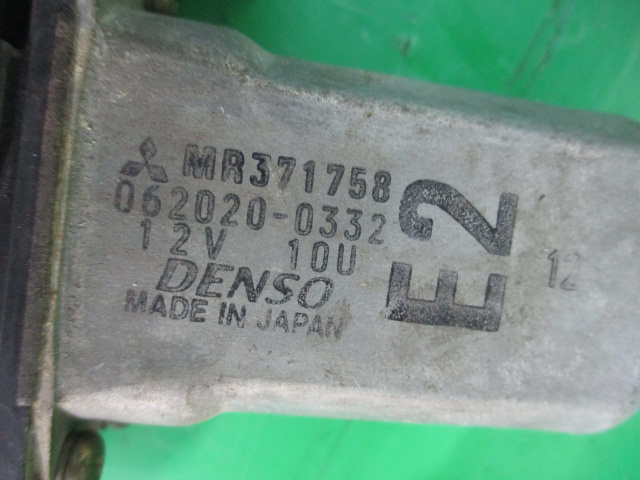 MR371758
062020-0332
12V 10U
DENSO
MADE IN JAPAN
E2
12